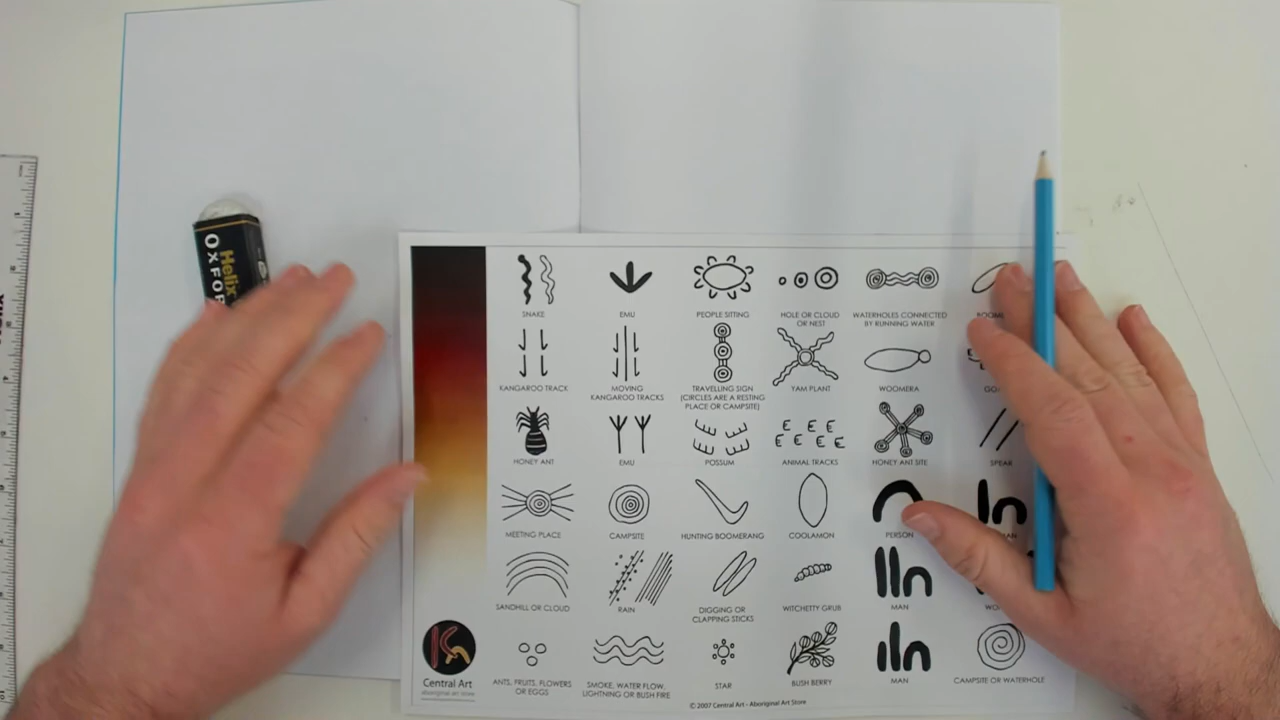 Helix
OXFOR
SNAKE
EMU
PEOPLE SITTING
HOLE OR CLOUD
OR NEST
WATERHOLES CONNECTED
BY RUNNING WATER
KANGAROO TRACK
MOVING
KANGAROO TRACKS
TRAVELLING SIGN
(CIRCLES ARE A RESTING
PLACE OR CAMPSITE)
YAM PLANT
WOOMERA
HONEY ANT
EMU
POSSUM
ANIMAL TRACKS
HONEY ANT SITE
SPEAR
MEETING PLACE
CAMPSITE
HUNTING BOOMERANG
COOLAMON
PERSON
SANDHILL OR CLOUD
RAIN
DIGGING OR
CLAPPING STICKS
WITCHETTY GRUB
MAN
ANTS, FRUITS, FLOWERS
OR EGGS
SMOKE, WATER FLOW,
LIGHTNING OR BUSH FIRE
STAR
BUSH BERRY
MAN
CAMPSITE OR WATERHOLE
Central Art
aboriginal art store
© 2007 Central Art - Aboriginal Art Store